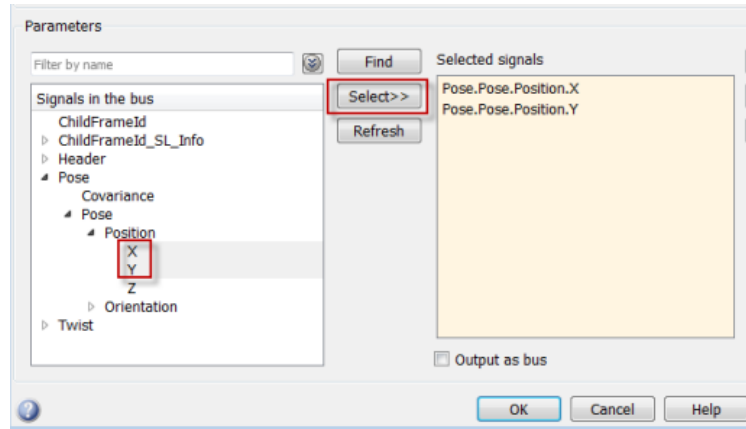 Parameters
Filter by name
Find
Selected signals
Signals in the bus
Select>>
Pose.Pose.Position.X
Pose.Pose.Position.Y
ChildFrameId
ChildFrameId_SL_Info
Refresh
Header
Pose
Covariance
Pose
Position
X
Y
Z
Orientation
Twist
Output as bus
OK
Cancel
Help